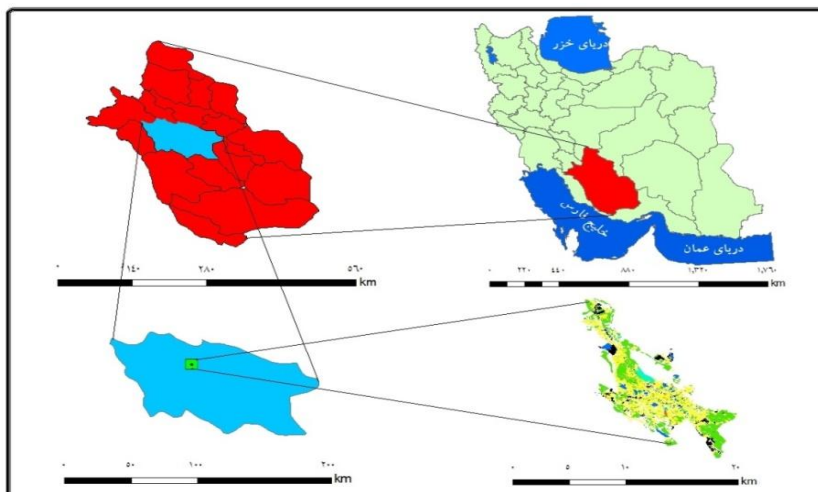 دریای خزر
خلیج فارس
دریای عمان
۰ ۱۴۰ ۲۸۰ ۵۶۰
km
۰ ۲۲۰ ۴۴۰ ۸۸۰ ۱,۳۲۰ ۱,۷۶۰
km
۰ ۵۰ ۱۰۰ ۲۰۰
km
۰ ۵ ۱۰ ۲۰
km